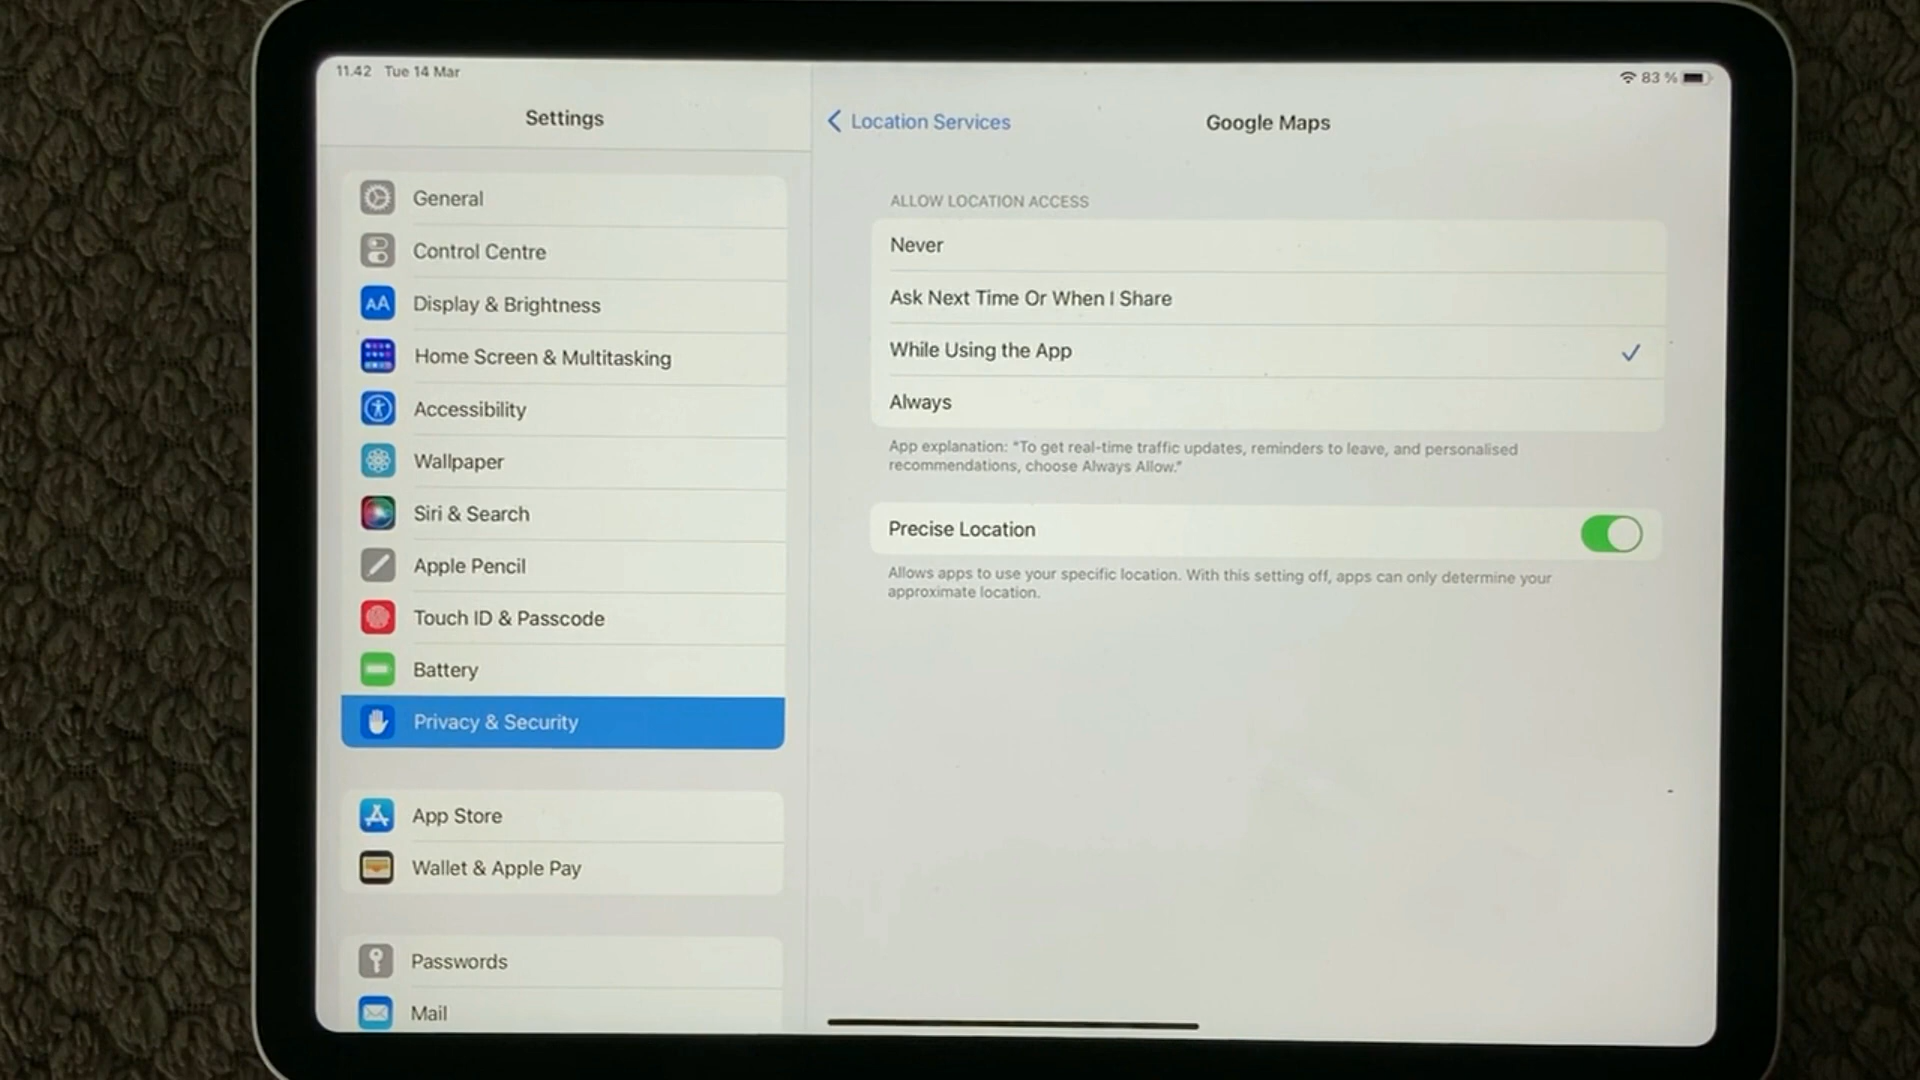 11.42 Tue 14 Mar
83 %
Settings
General
Control Centre
AA
Display & Brightness
Home Screen & Multitasking
Accessibility
Wallpaper
Siri & Search
Apple Pencil
Touch ID & Passcode
Battery
Privacy & Security
App Store
Wallet & Apple Pay
Passwords
Mail
Location Services
Google Maps
ALLOW LOCATION ACCESS
Never
Ask Next Time Or When I Share
While Using the App
Always
App explanation: "To get real-time traffic updates, reminders to leave, and personalised
recommendations, choose Always Allow."
Precise Location
Allows apps to use your specific location. With this setting off, apps can only determine your
approximate location.